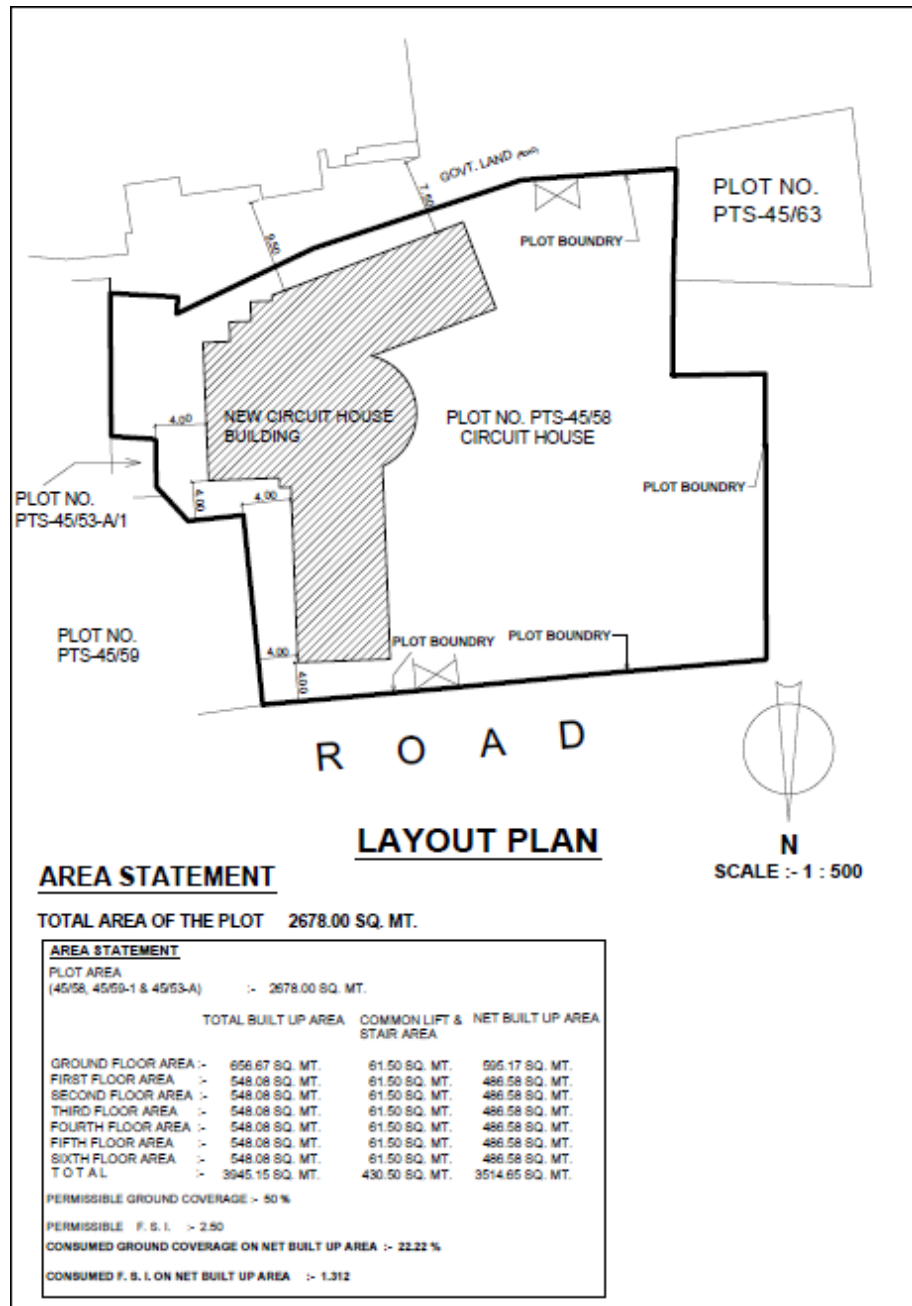 GOVT. LAND (ROAD)
7.50
9.50
PLOT NO.
PTS-45/63
PLOT BOUNDRY
4.00
NEW CIRCUIT HOUSE
BUILDING
PLOT NO. PTS-45/58
CIRCUIT HOUSE
PLOT BOUNDRY
PLOT NO.
PTS-45/53-A/1
4.00
4.00
PLOT NO.
PTS-45/59
4.00
4.00
PLOT BOUNDRY
PLOT BOUNDRY
R O A D
N
SCALE :- 1 : 500
LAYOUT PLAN
AREA STATEMENT
TOTAL AREA OF THE PLOT 2678.00 SQ. MT.
AREA STATEMENT
PLOT AREA
(45/58, 45/59-1 & 45/53-A) :- 2678.00 SQ. MT.
TOTAL BUILT UP AREA COMMON LIFT & STAIR AREA NET BUILT UP AREA
GROUND FLOOR AREA :- 656.67 SQ. MT. 61.50 SQ. MT. 595.17 SQ. MT.
FIRST FLOOR AREA :- 548.08 SQ. MT. 61.50 SQ. MT. 486.58 SQ. MT.
SECOND FLOOR AREA :- 548.08 SQ. MT. 61.50 SQ. MT. 486.58 SQ. MT.
THIRD FLOOR AREA :- 548.08 SQ. MT. 61.50 SQ. MT. 486.58 SQ. MT.
FOURTH FLOOR AREA :- 548.08 SQ. MT. 61.50 SQ. MT. 486.58 SQ. MT.
FIFTH FLOOR AREA :- 548.08 SQ. MT. 61.50 SQ. MT. 486.58 SQ. MT.
SIXTH FLOOR AREA :- 548.08 SQ. MT. 61.50 SQ. MT. 486.58 SQ. MT.
T O T A L :- 3945.15 SQ. MT. 430.50 SQ. MT. 3514.65 SQ. MT.
PERMISSIBLE GROUND COVERAGE :- 50 %
PERMISSIBLE F. S. I. :- 2.50
CONSUMED GROUND COVERAGE ON NET BUILT UP AREA :- 22.22 %
CONSUMED F. S. I. ON NET BUILT UP AREA :- 1.312